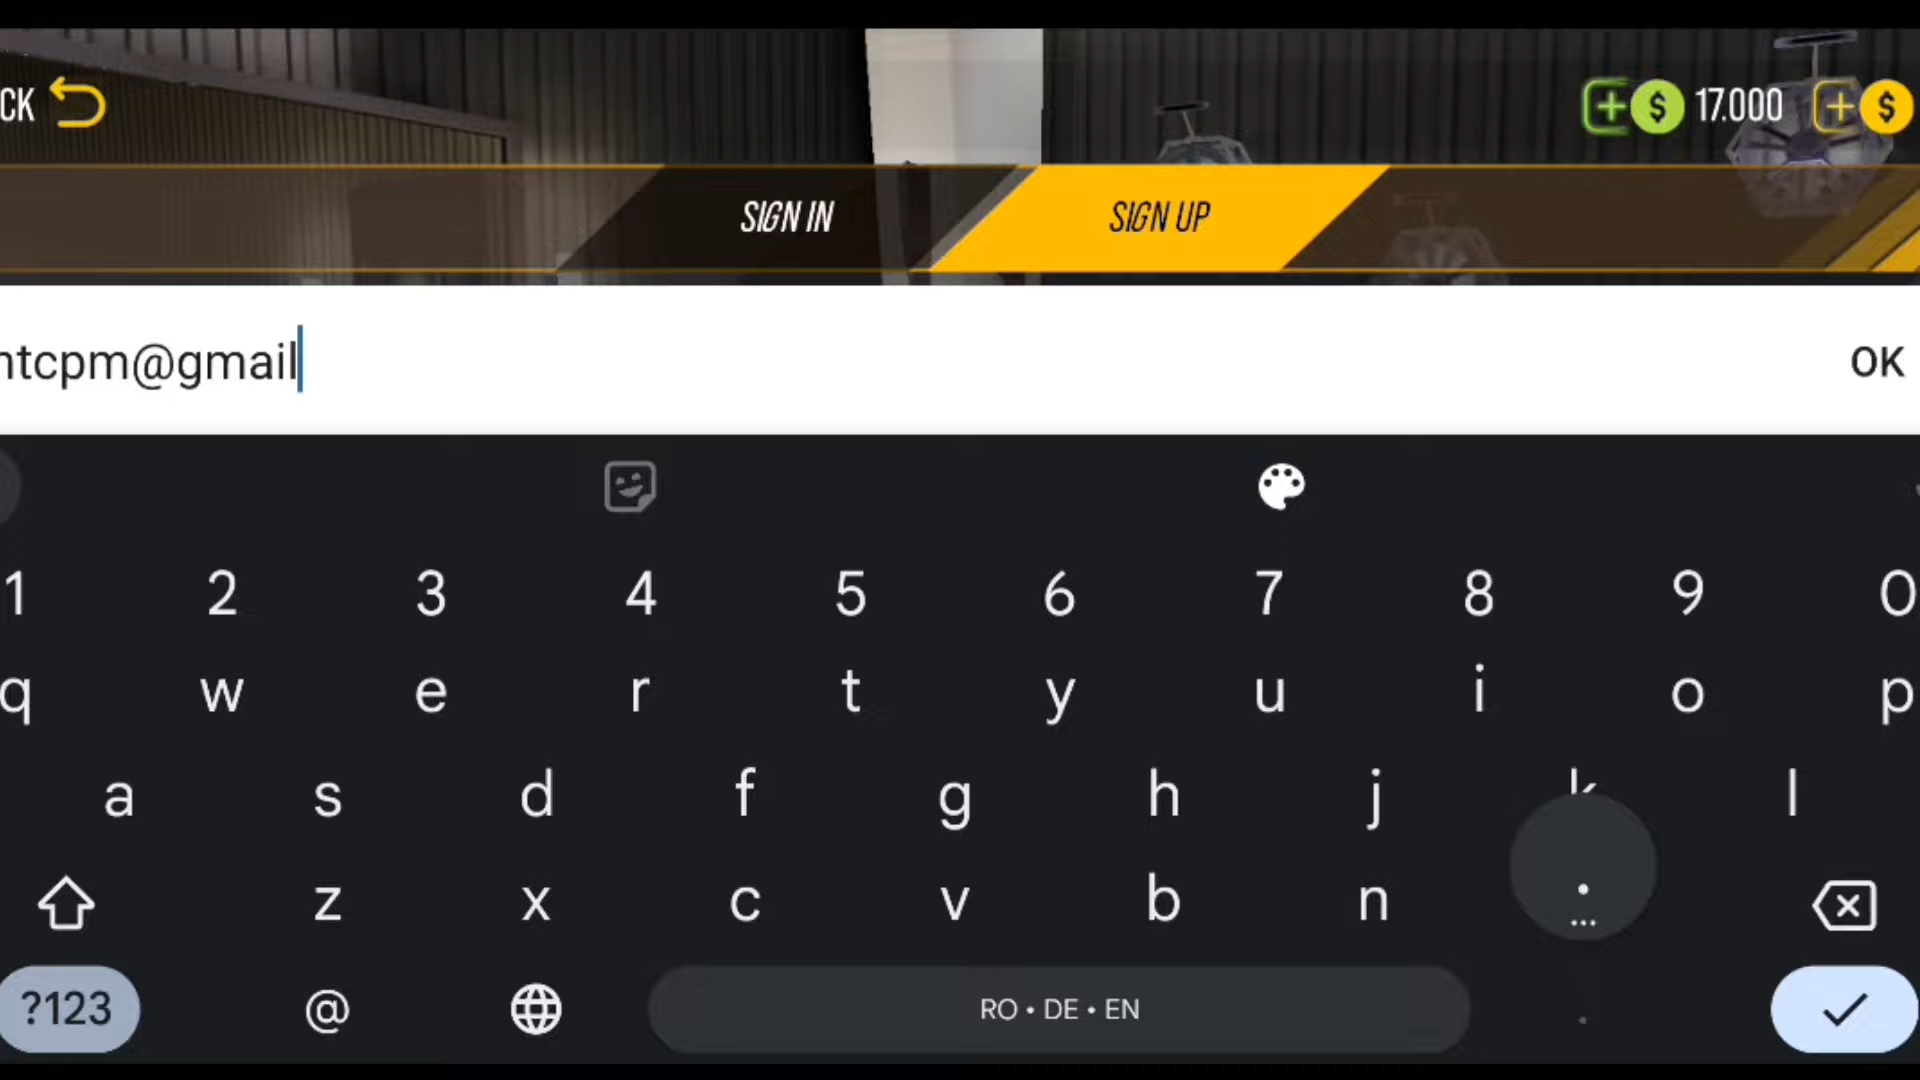 CK
$ 17.000 $
SIGN IN
SIGN UP
ntcpm@gmail
OK
1 2 3 4 5 6 7 8 9 0
q w e r t y u i o p
a s d f g h j k l
z x c v b n .
...
?123 @ RO • DE • EN .